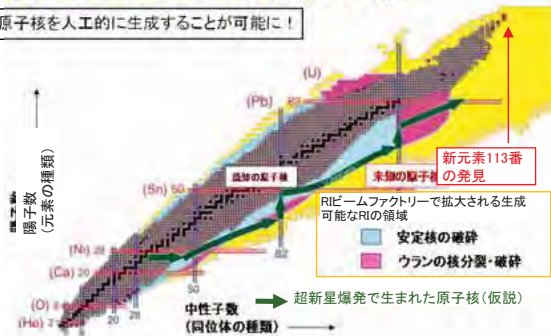 原子核を人工的に生成することが可能に！
(U)
(Pb) 82
陽子数
(元素の種類)
新元素113番
の発見
既知の原子核
未知の原子核
(Sn) 50
RIビームファクトリーで拡大される生成
可能なRIの領域
安定核の破砕
ウランの核分裂・破砕
(Ni) 28
(Ca) 20
82
50
(O) 8
(He) 2
20
28
中性子数
(同位体の種類)
超新星爆発で生まれた原子核(仮説)